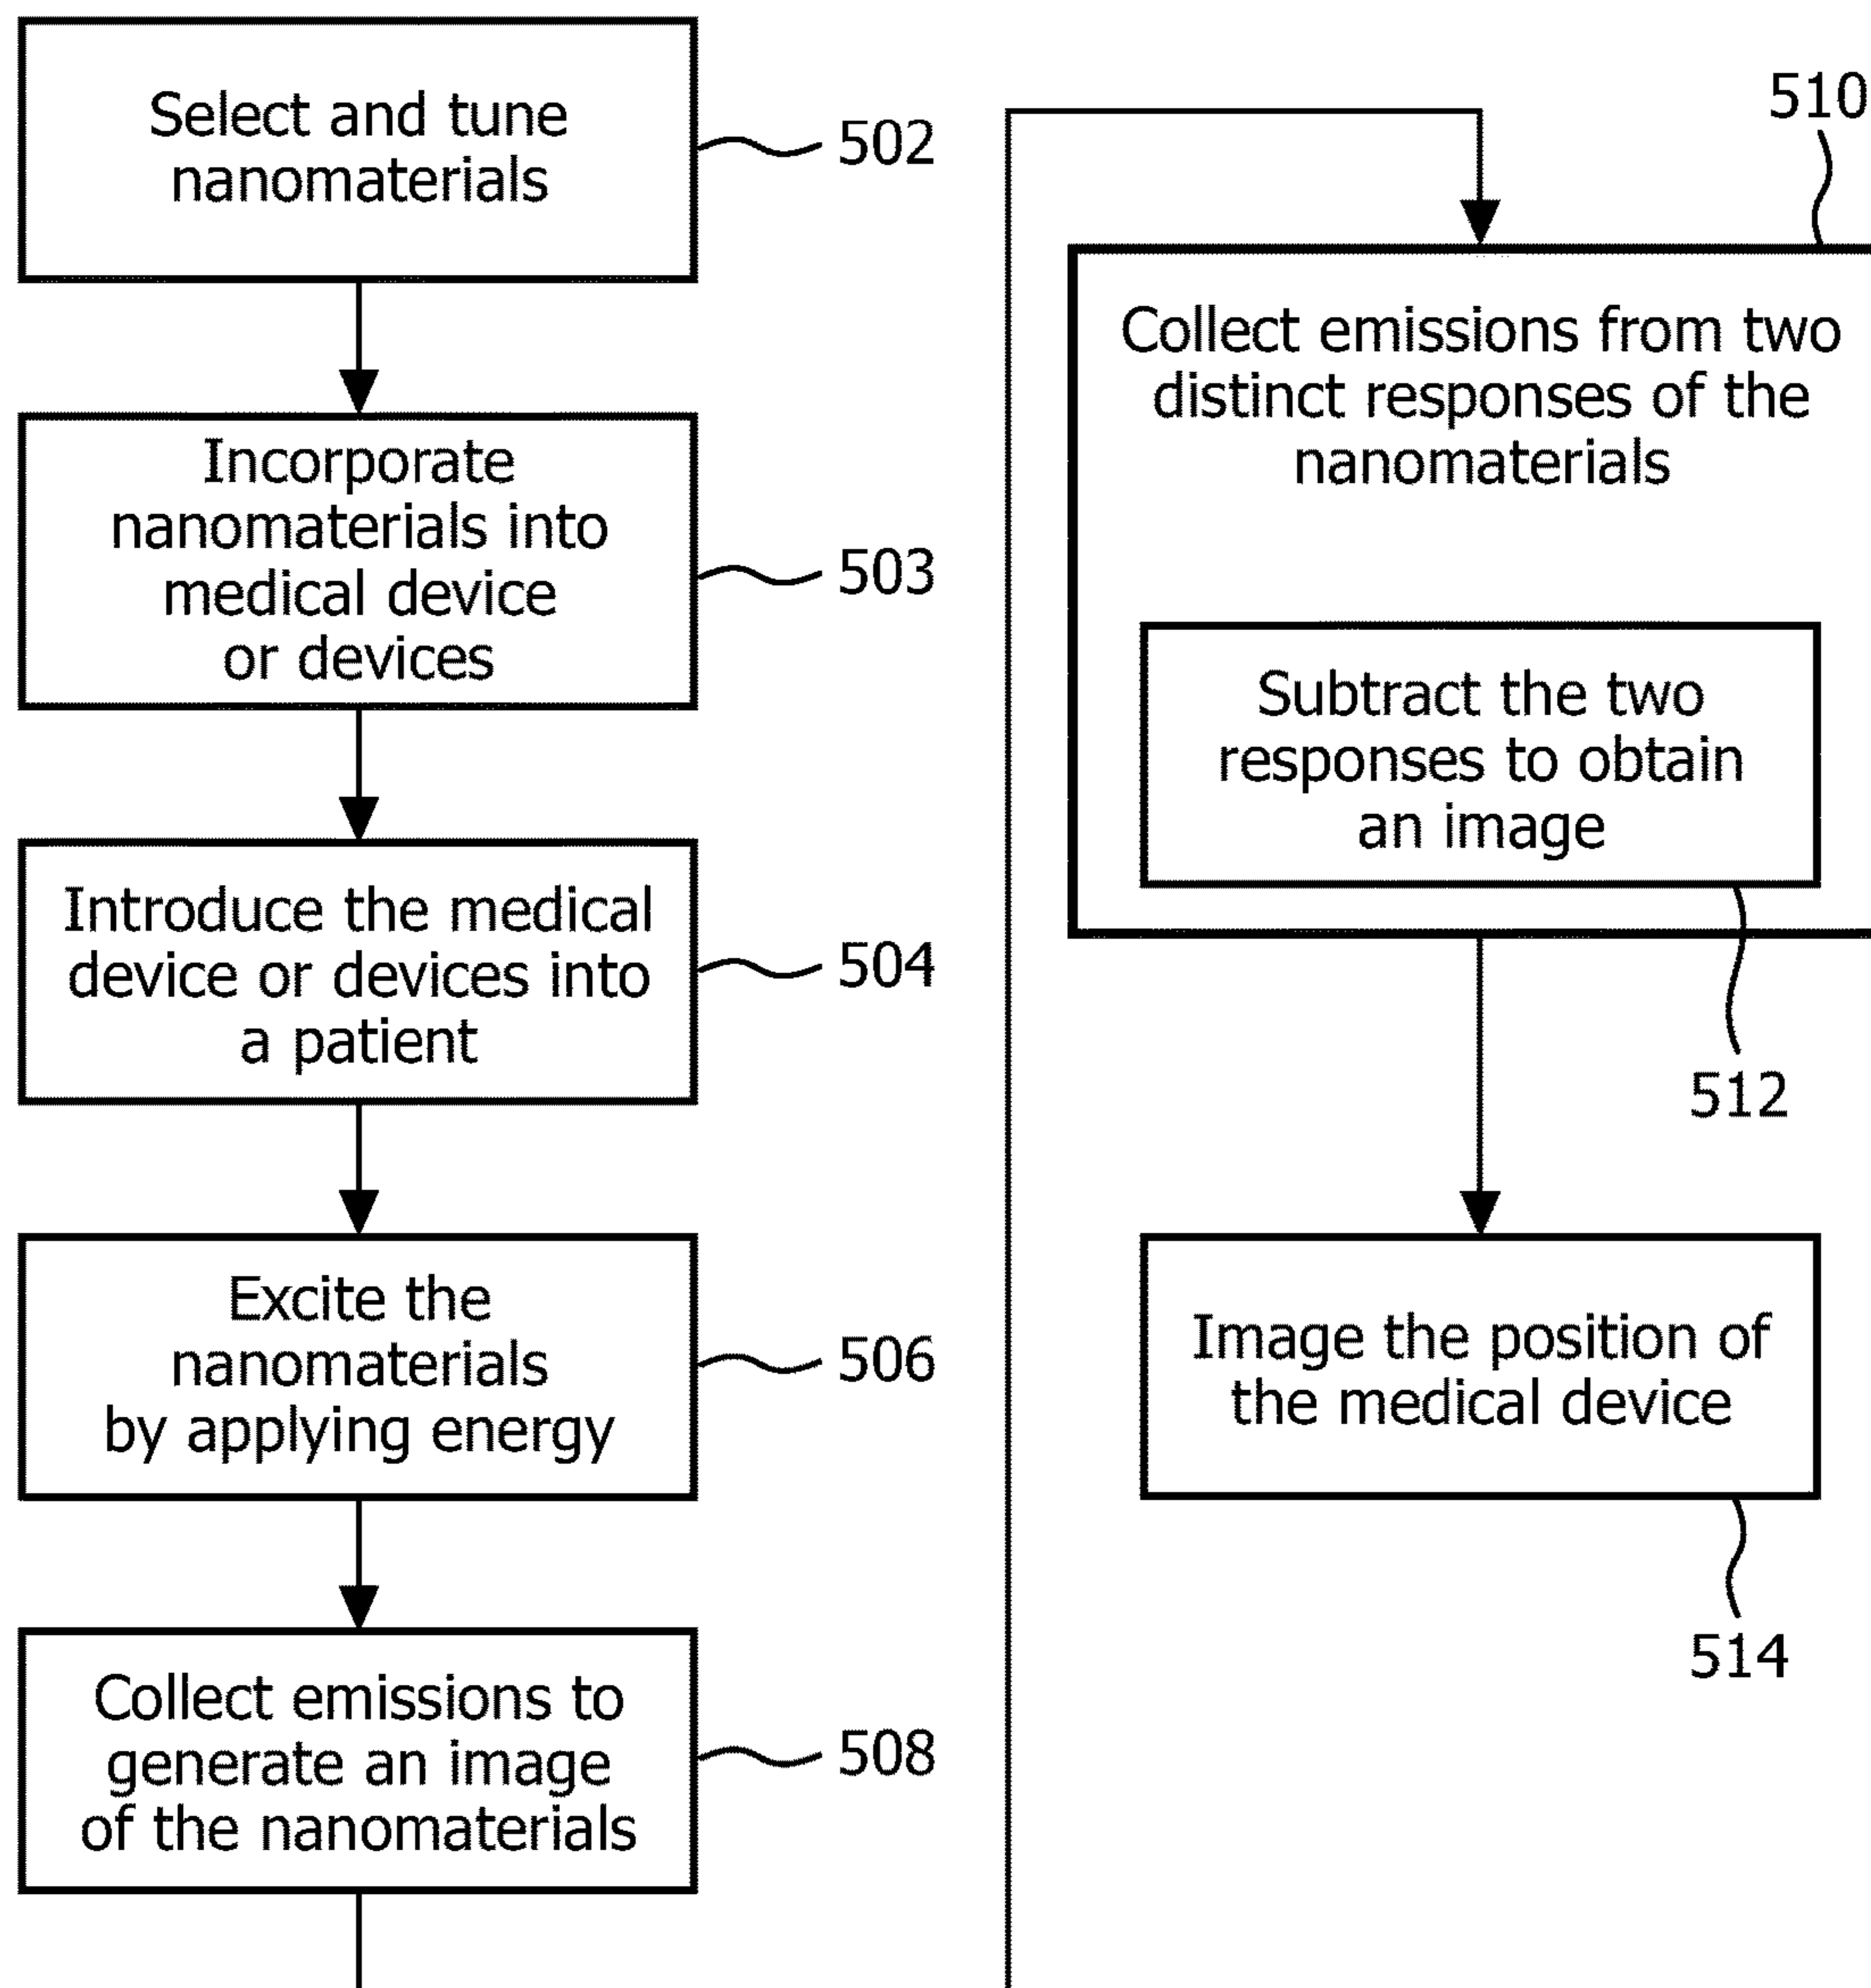 Select and tune
nanomaterials
502
Incorporate
nanomaterials into
medical device
or devices
503
Introduce the medical
device or devices into
a patient
504
Excite the
nanomaterials
by applying energy
506
Collect emissions to
generate an image
of the nanomaterials
508
510
Collect emissions from two
distinct responses of the
nanomaterials
Subtract the two
responses to obtain
an image
512
Image the position of
the medical device
514